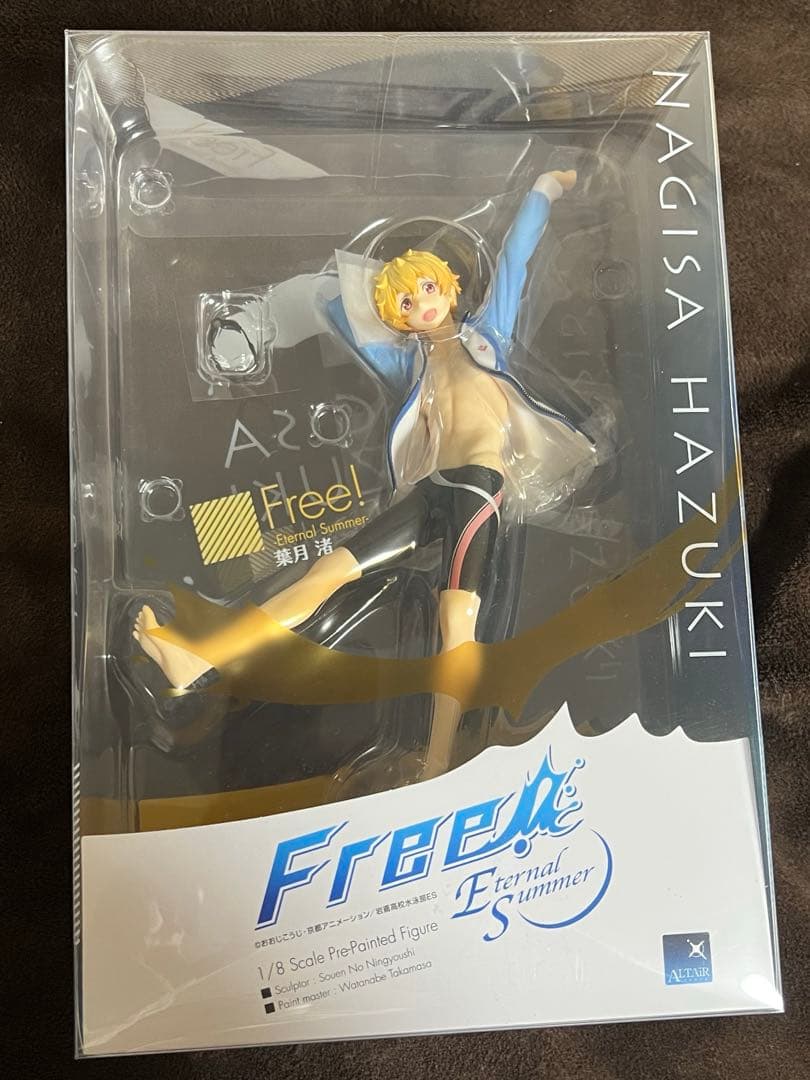 NAGISA HAZUKI
Free!
-Eternal Summer-
葉月 渚
Free!
Eternal
Summer
©おおじこうじ・京都アニメーション/岩鳶高校水泳部ES
1/8 Scale Pre-Painted Figure
■ Sculptor : Souen No Ningyoushi
■ Paint master : Watanabe Takamasa
ALTAiR